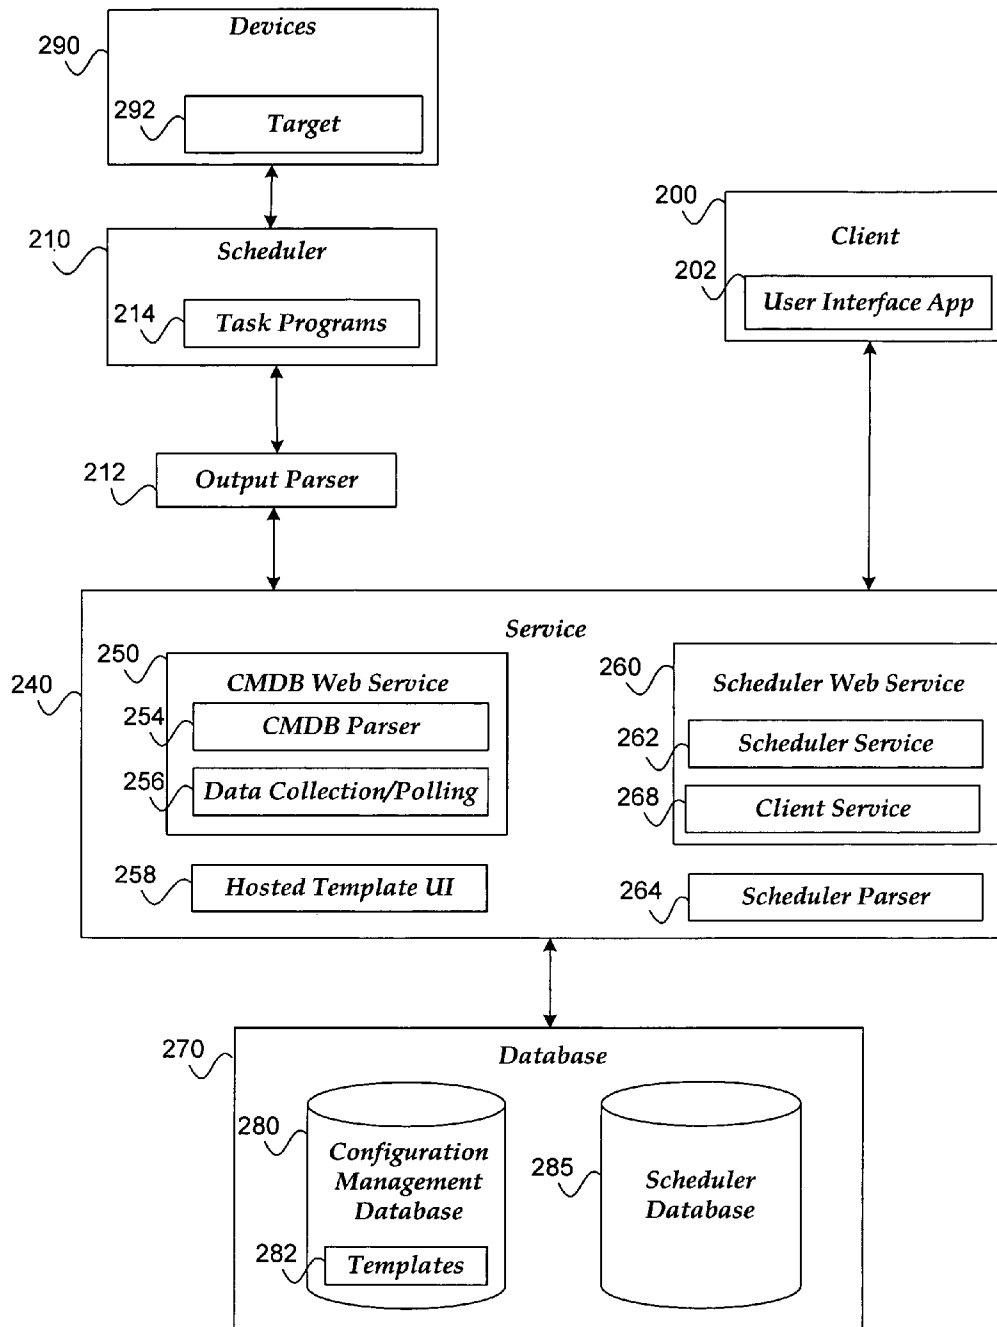 Devices
290
292
Target
200
Client
202
User Interface App
210
Scheduler
214
Task Programs
212
Output Parser
Service
240
250
CMDB Web Service
254
CMDB Parser
256
Data Collection/Polling
258
Hosted Template UI
260
Scheduler Web Service
262
Scheduler Service
268
Client Service
264
Scheduler Parser
270
Database
280
Configuration
Management
Database
282
Templates
285
Scheduler
Database